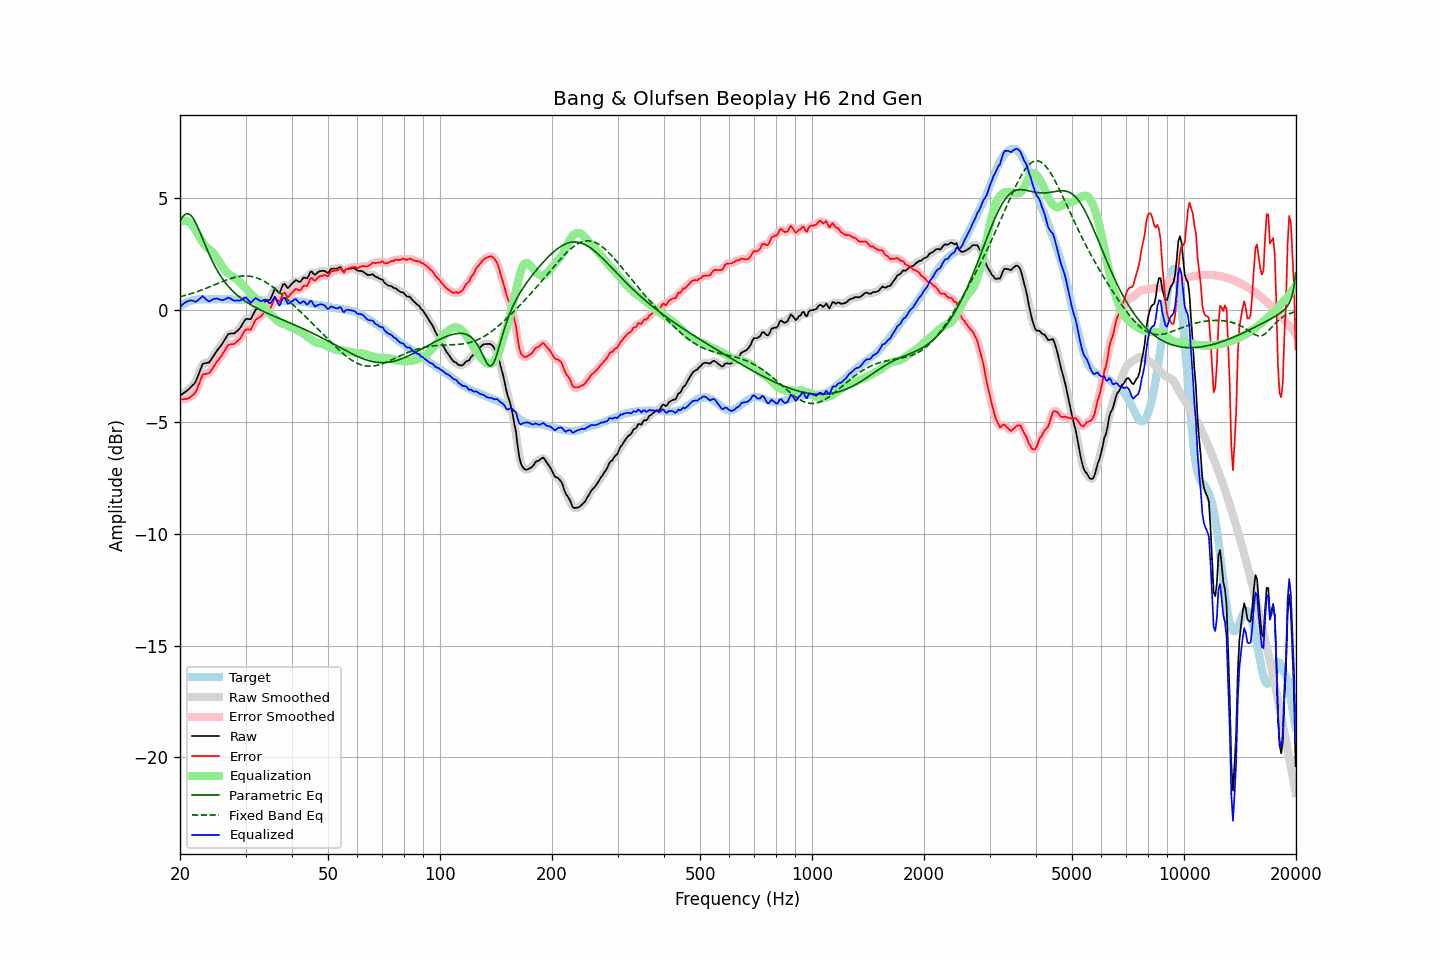 Bang & Olufsen Beoplay H6 2nd Gen
Amplitude (dBr)
5
0
−5
−10
−15
−20
Target
Raw Smoothed
Error Smoothed
Raw
Error
Equalization
Parametric Eq
Fixed Band Eq
Equalized
20 50 100 200 500 1000 2000 5000 10000 20000
Frequency (Hz)